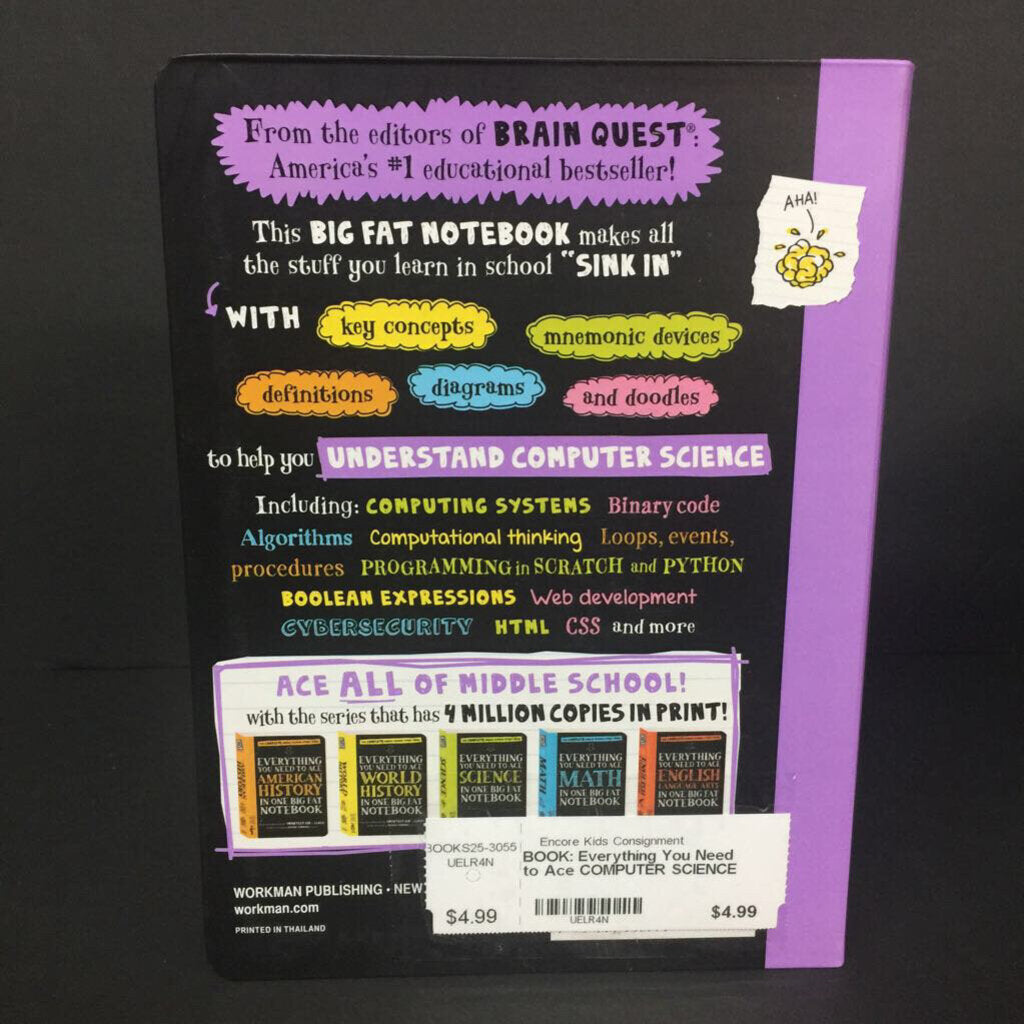 From the editors of BRAIN QUEST®:
America's #1 educational bestseller!
AHA!
This BIG FAT NOTEBOOK makes all
the stuff you learn in school "SINK IN"
WITH key concepts mnemonic devices
definitions diagrams and doodles
to help you UNDERSTAND COMPUTER SCIENCE
Including: COMPUTING SYSTEMS Binary code
Algorithms Computational thinking Loops, events,
procedures PROGRAMMING in SCRATCH and PYTHON
BOOLEAN EXPRESSIONS Web development
CYBERSECURITY HTML CSS and more
ACE ALL OF MIDDLE SCHOOL!
with the series that has 4 MILLION COPIES IN PRINT!
EVERYTHING
YOU NEED TO ACE
AMERICAN
HISTORY
IN ONE BIG FAT
NOTEBOOK
EVERYTHING
YOU NEED TO ACE
WORLD
HISTORY
IN ONE BIG FAT
NOTEBOOK
EVERYTHING
YOU NEED TO ACE
SCIENCE
IN ONE BIG FAT
NOTEBOOK
EVERYTHING
YOU NEED TO ACE
MATH
IN ONE BIG FAT
NOTEBOOK
EVERYTHING
YOU NEED TO ACE
ENGLISH
LANGUAGE ARTS
IN ONE BIG FAT
NOTEBOOK
WORKMAN PUBLISHING • NEW
workman.com
PRINTED IN THAILAND
BOOKS25-3055
UELR4N
$4.99
Encore Kids Consignment
BOOK: Everything You Need
to Ace COMPUTER SCIENCE
UELR4N
$4.99